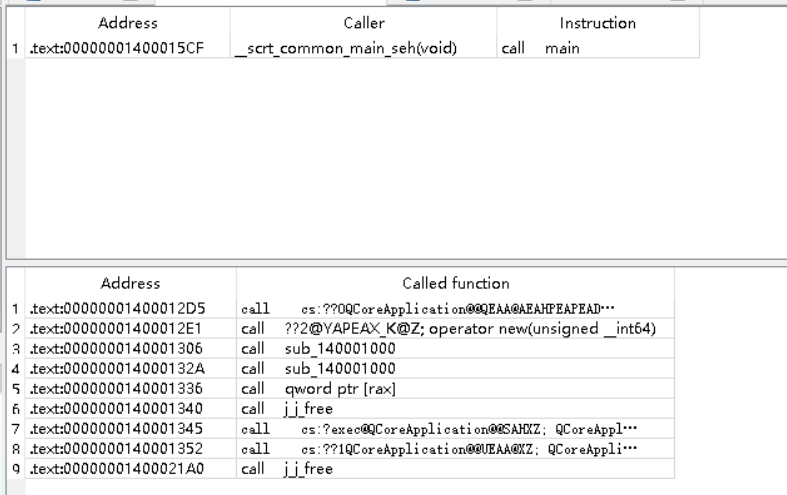 Address Caller Instruction
1 .text:00000001400015CF __scrt_common_main_seh(void) call main
Address Called function
1 .text:00000001400012D5 call cs:??0QCoreApplication@@QEAA@AEAHPEAPEAD···
2 .text:00000001400012E1 call ??2@YAPEAX_K@Z; operator new(unsigned __int64)
3 .text:0000000140001306 call sub_140001000
4 .text:000000014000132A call sub_140001000
5 .text:0000000140001336 call qword ptr [rax]
6 .text:0000000140001340 call j_j_free
7 .text:0000000140001345 call cs:?exec@QCoreApplication@@SAHXZ; QCoreAppl···
8 .text:0000000140001352 call cs:??1QCoreApplication@@UEAA@XZ; QCoreAppli···
9 .text:00000001400021A0 call j_j_free